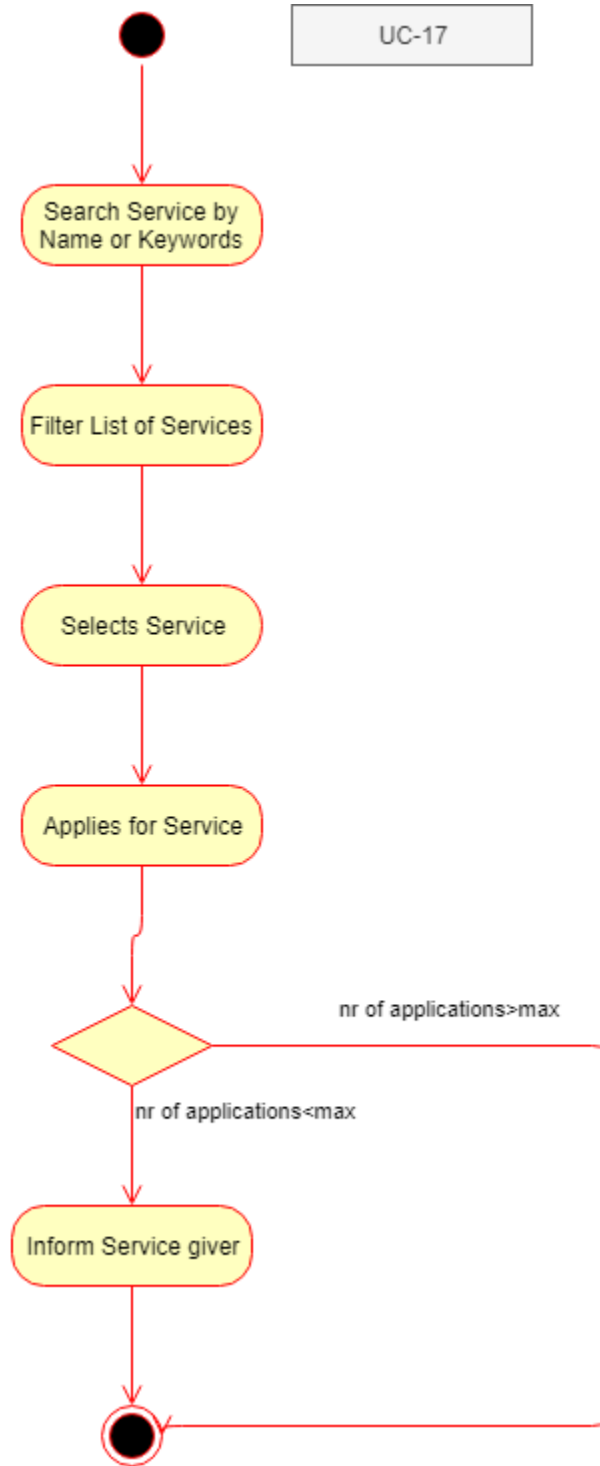 UC-17
Search Service by
Name or Keywords
Filter List of Services
Selects Service
Applies for Service
nr of applications>max
nr of applications<max
Inform Service giver